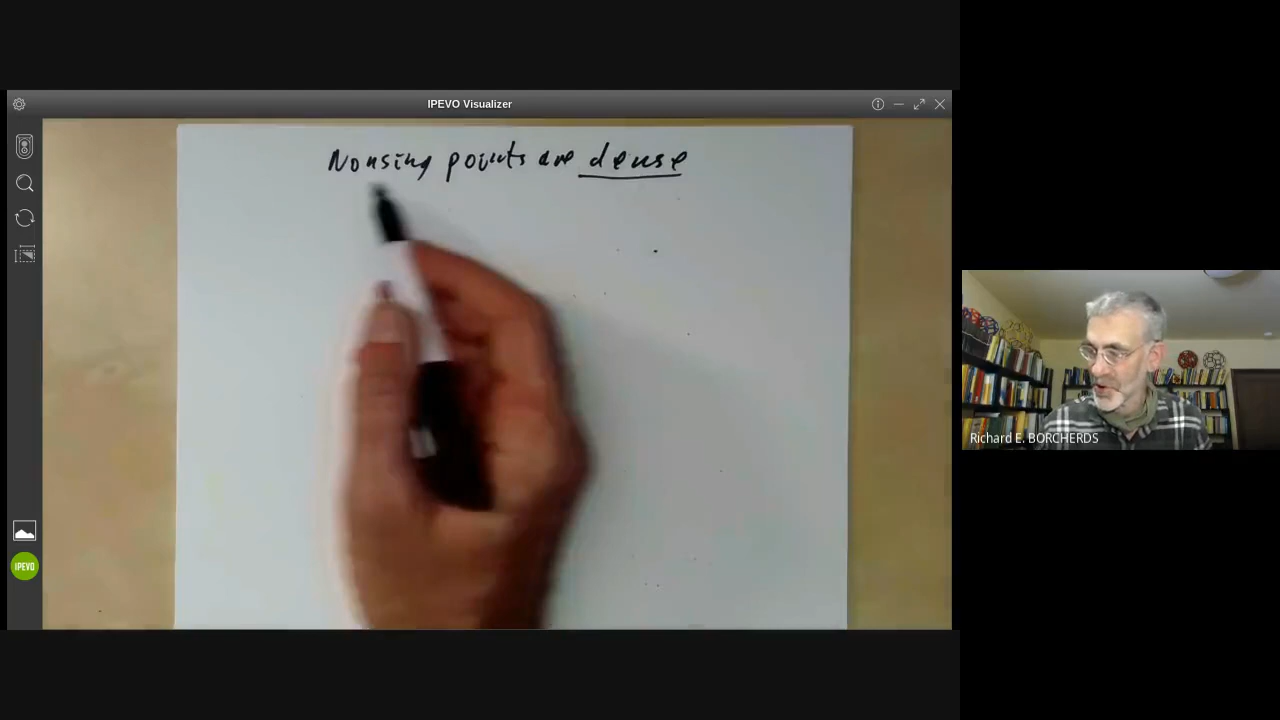 IPEVO Visualizer
Nonsing points are dense
IPEVO
Richard E. BORCHERDS